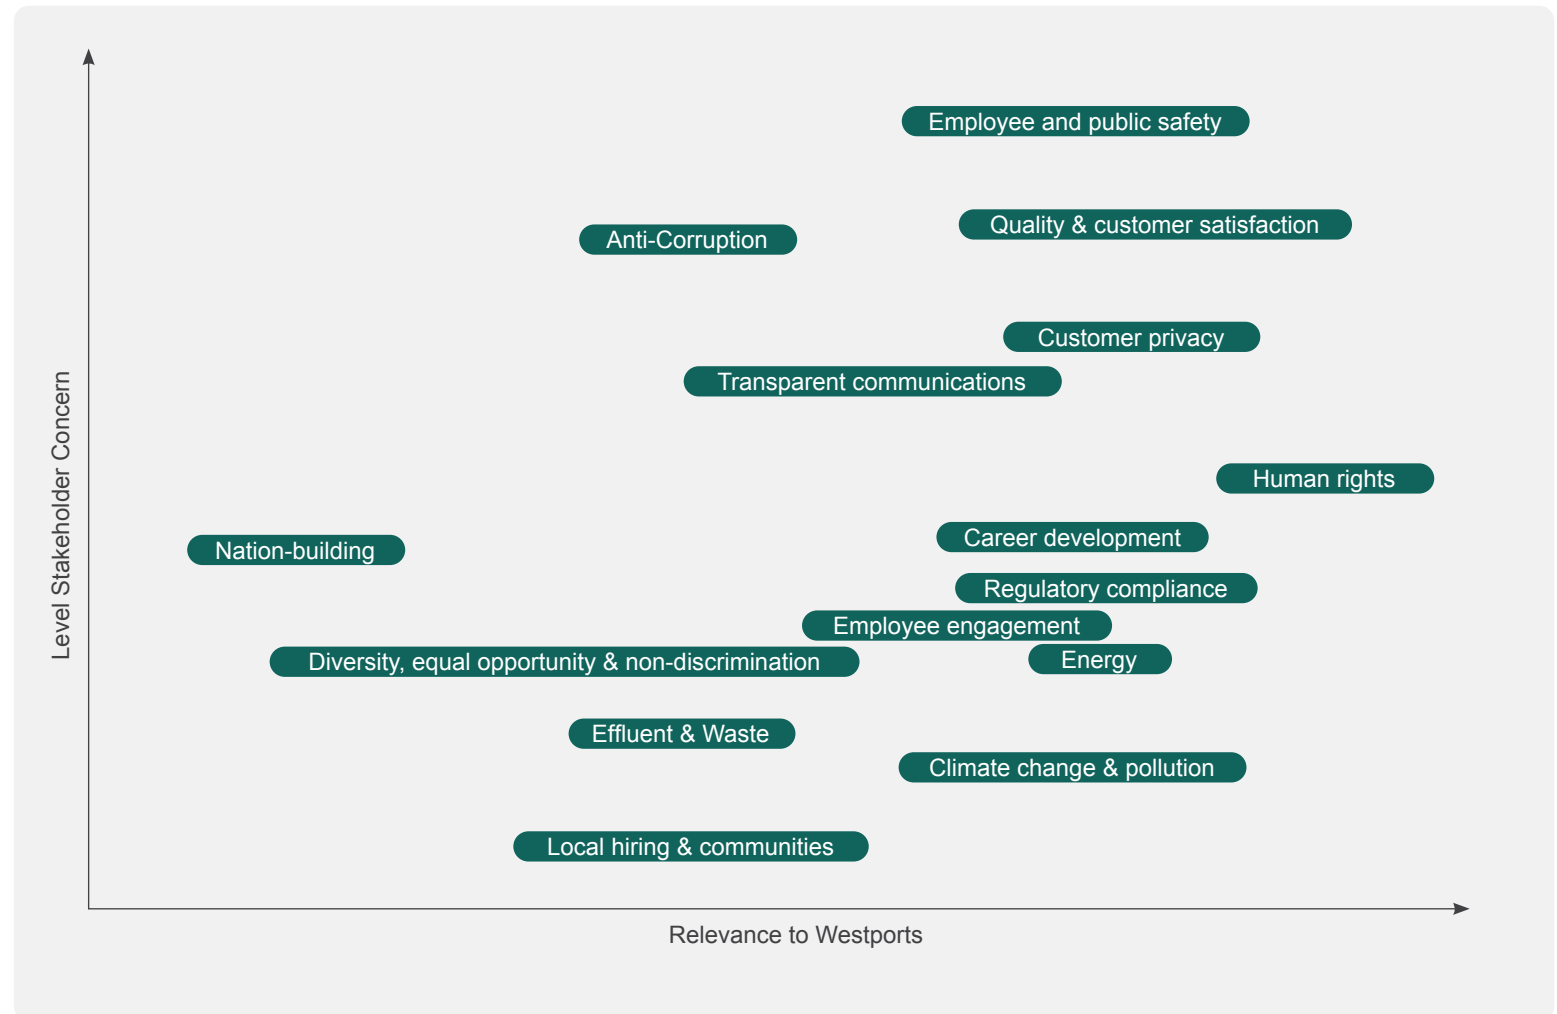 Employee and public safety
Quality & customer satisfaction
Anti-Corruption
Customer privacy
Transparent communications
Human rights
Career development
Nation-building
Regulatory compliance
Employee engagement
Energy
Diversity, equal opportunity & non-discrimination
Effluent & Waste
Climate change & pollution
Local hiring & communities
Level Stakeholder Concern
Relevance to Westports